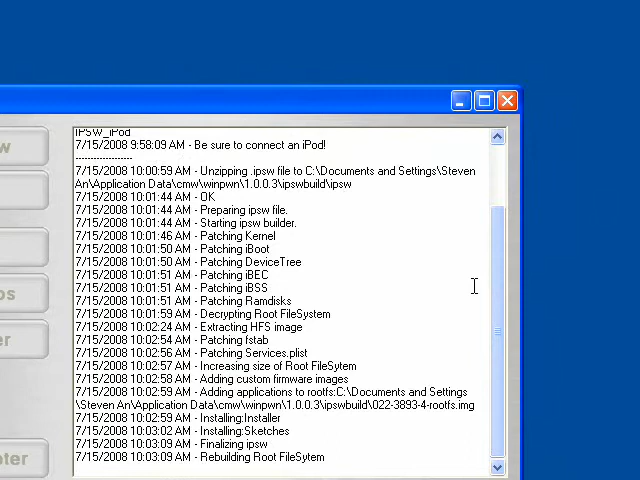 IPSW_iPod
w
7/15/2008 9:58:09 AM - Be sure to connect an iPod!
-------------------
7/15/2008 10:00:59 AM - Unzipping .ipsw file to C:\Documents and Settings\Steven
An\Application Data\cmw\winpwn\1.0.0.3\ipswbuild\ipsw
7/15/2008 10:01:44 AM - OK
7/15/2008 10:01:44 AM - Preparing ipsw file.
7/15/2008 10:01:44 AM - Starting ipsw builder.
7/15/2008 10:01:46 AM - Patching Kernel
7/15/2008 10:01:50 AM - Patching iBoot
7/15/2008 10:01:50 AM - Patching DeviceTree
7/15/2008 10:01:51 AM - Patching iBEC
7/15/2008 10:01:51 AM - Patching iBSS
os
7/15/2008 10:01:51 AM - Patching Ramdisks
7/15/2008 10:01:59 AM - Decrypting Root FileSystem
7/15/2008 10:02:24 AM - Extracting HFS image
er
7/15/2008 10:02:54 AM - Patching fstab
7/15/2008 10:02:56 AM - Patching Services.plist
7/15/2008 10:02:57 AM - Increasing size of Root FileSytem
7/15/2008 10:02:58 AM - Adding custom firmware images
7/15/2008 10:02:59 AM - Adding applications to rootfs:C:\Documents and Settings
\Steven An\Application Data\cmw\winpwn\1.0.0.3\ipswbuild\022-3893-4-rootfs.img
7/15/2008 10:02:59 AM - Installing:Installer
7/15/2008 10:03:02 AM - Installing:Sketches
7/15/2008 10:03:09 AM - Finalizing ipsw
7/15/2008 10:03:09 AM - Rebuilding Root FileSytem
ter